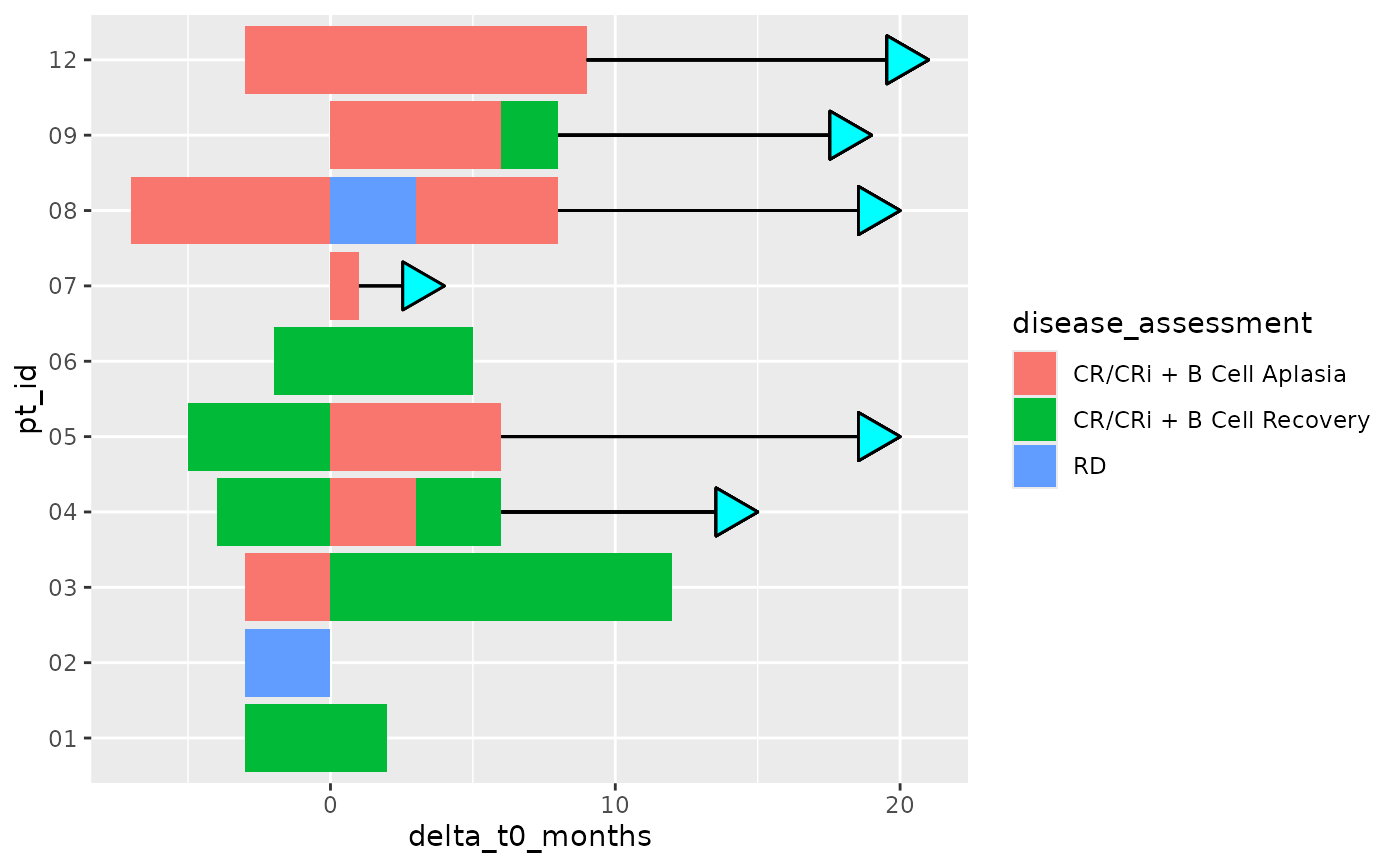 12
09
08
07
06
05
04
03
02
01
pt_id
0 10 20
delta_t0_months
disease_assessment
CR/CRi + B Cell Aplasia
CR/CRi + B Cell Recovery
RD